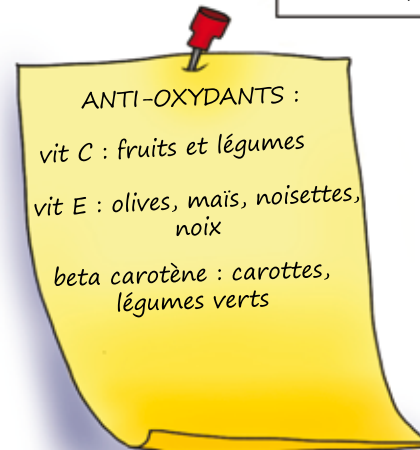 ANTI-OXYDANTS :
vit C : fruits et légumes
vit E : olives, maïs, noisettes,
noix
beta carotène : carottes,
légumes verts